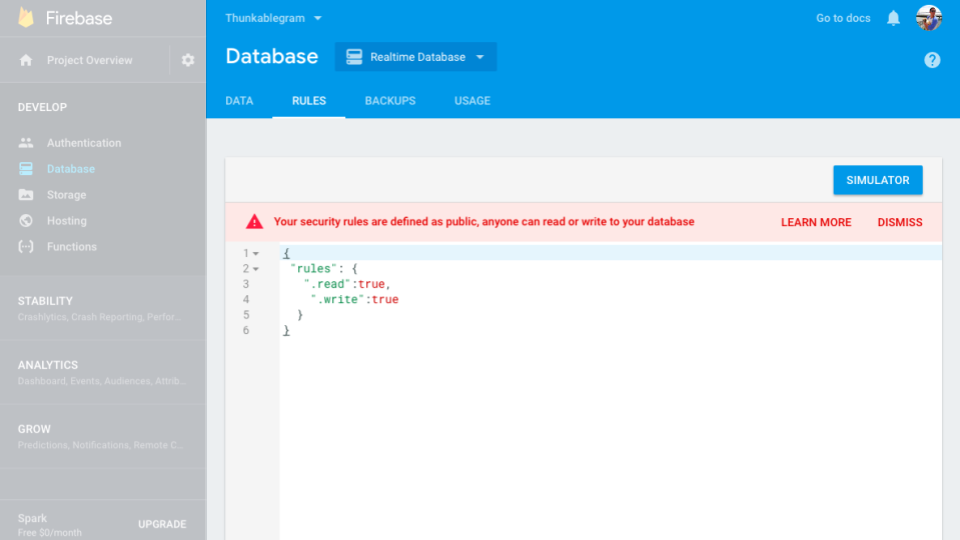 Firebase
Project Overview
DEVELOP
Authentication
Database
Storage
Hosting
Functions
STABILITY
Crashlytics, Crash Reporting, Perfor...
ANALYTICS
Dashboard, Events, Audiences, Attrib...
GROW
Predictions, Notifications, Remote C...
Spark
Free $0/month
UPGRADE
Thunkablegram
Go to docs
Database
Realtime Database
DATA RULES BACKUPS USAGE
SIMULATOR
Your security rules are defined as public, anyone can read or write to your database LEARN MORE DISMISS
1 {
2 "rules": {
3 ".read":true,
4 ".write":true
5 }
6 }